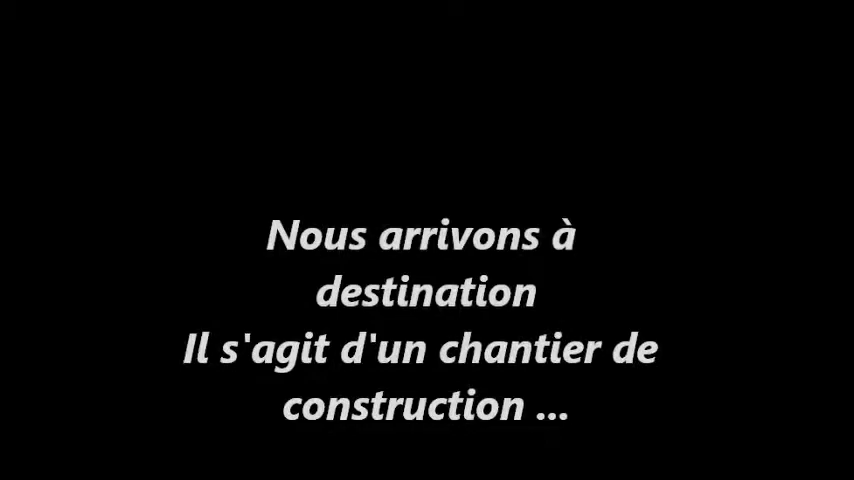 Nous arrivons à
destination
Il s'agit d'un chantier de
construction ...